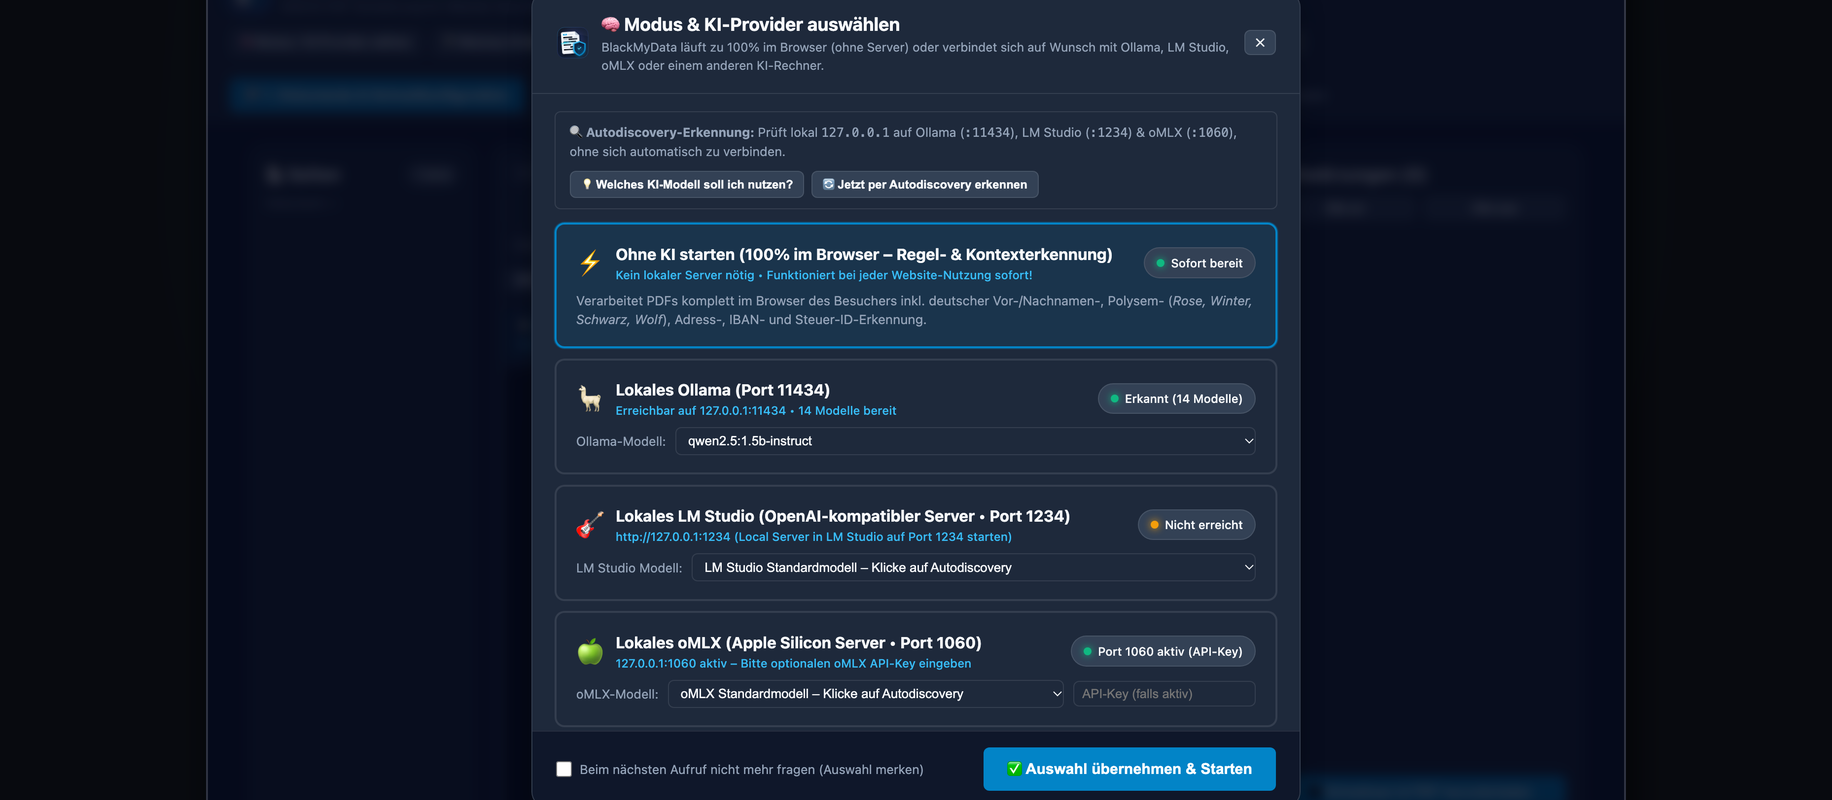 🧠 Modus & KI-Provider auswählen
BlackMyData läuft zu 100% im Browser (ohne Server) oder verbindet sich auf Wunsch mit Ollama, LM Studio,
oMLX oder einem anderen KI-Rechner.
✕
🔍 Autodiscovery-Erkennung: Prüft lokal 127.0.0.1 auf Ollama (:11434), LM Studio (:1234) & oMLX (:1060),
ohne sich automatisch zu verbinden.
💡 Welches KI-Modell soll ich nutzen?
🔄 Jetzt per Autodiscovery erkennen
⚡ Ohne KI starten (100% im Browser – Regel- & Kontexterkennung)
Sofort bereit
Kein lokaler Server nötig • Funktioniert bei jeder Website-Nutzung sofort!
Verarbeitet PDFs komplett im Browser des Besuchers inkl. deutscher Vor-/Nachnamen-, Polysem- (Rose, Winter,
Schwarz, Wolf), Adress-, IBAN- und Steuer-ID-Erkennung.
🦙 Lokales Ollama (Port 11434)
Erkannt (14 Modelle)
Erreichbar auf 127.0.0.1:11434 • 14 Modelle bereit
Ollama-Modell: qwen2.5:1.5b-instruct
🎸 Lokales LM Studio (OpenAI-kompatibler Server • Port 1234)
Nicht erreicht
http://127.0.0.1:1234 (Local Server in LM Studio auf Port 1234 starten)
LM Studio Modell: LM Studio Standardmodell – Klicke auf Autodiscovery
🍏 Lokales oMLX (Apple Silicon Server • Port 1060)
Port 1060 aktiv (API-Key)
127.0.0.1:1060 aktiv – Bitte optionalen oMLX API-Key eingeben
oMLX-Modell: oMLX Standardmodell – Klicke auf Autodiscovery
API-Key (falls aktiv)
Beim nächsten Aufruf nicht mehr fragen (Auswahl merken)
✅ Auswahl übernehmen & Starten